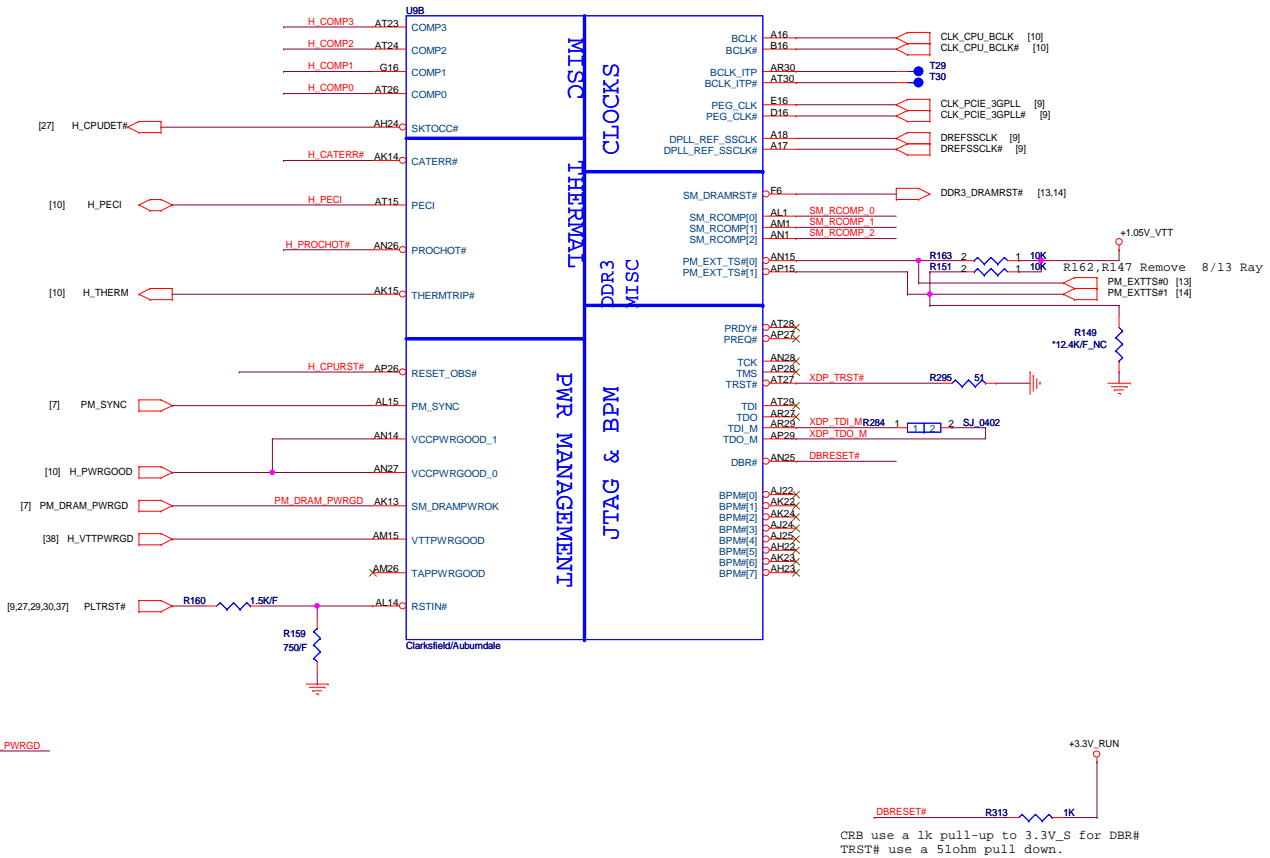 U9B
H_COMP3 AT23 COMP3
H_COMP2 AT24 COMP2
H_COMP1 G16 COMP1
H_COMP0 AT26 COMP0
[27] H_CPUDET# AH24 SKTOCC#
H_CATERR# AK14 CATERR#
[10] H_PECI H_PECI AT15 PECI
H_PROCHOT# AN26 PROCHOT#
[10] H_THERM AK15 THERMTRIP#
H_CPURST# AP26 RESET_OBS#
[7] PM_SYNC AL15 PM_SYNC
AN14 VCCPWRGOOD_1
[10] H_PWRGOOD AN27 VCCPWRGOOD_0
[7] PM_DRAM_PWRGD PM_DRAM_PWRGD AK13 SM_DRAMPWROK
[38] H_VTTPWRGD AM15 VTTPWRGOOD
AM26 TAPPWRGOOD
[9,27,29,30,37] PLTRST# R160 1.5K/F AL14 RSTIN#
R159
750/F
Clarksfield/Auburndale
MISC
THERMAL
PWR MANAGEMENT
CLOCKS
DDR3
MISC
JTAG & BPM
BCLK A16 CLK_CPU_BCLK [10]
BCLK# B16 CLK_CPU_BCLK# [10]
BCLK_ITP AR30 T29
BCLK_ITP# AT30 T30
PEG_CLK E16 CLK_PCIE_3GPLL [9]
PEG_CLK# D16 CLK_PCIE_3GPLL# [9]
DPLL_REF_SSCLK A18 DREFSSCLK [9]
DPLL_REF_SSCLK# A17 DREFSSCLK# [9]
SM_DRAMRST# F6 DDR3_DRAMRST# [13,14]
SM_RCOMP[0] AL1 SM_RCOMP_0
SM_RCOMP[1] AM1 SM_RCOMP_1
SM_RCOMP[2] AN1 SM_RCOMP_2
+1.05V_VTT
PM_EXT_TS#[0] AN15 R163 2 1 10K
PM_EXT_TS#[1] AP15 R151 2 1 10K
R162,R147 Remove 8/13 Ray
PM_EXTTS#0 [13]
PM_EXTTS#1 [14]
R149
*12.4K/F_NC
PRDY# AT28
PREQ# AP27
TCK AN28
TMS AP28
TRST# AT27 XDP_TRST# R295 51
TDI AT29
TDO AR27
TDI_M AR29 XDP_TDI_M R284 1 1 2 2 SJ_0402
TDO_M AP29 XDP_TDO_M
DBR# AN25 DBRESET#
BPM#[0] AJ22
BPM#[1] AK22
BPM#[2] AK24
BPM#[3] AJ24
BPM#[4] AJ25
BPM#[5] AH22
BPM#[6] AK23
BPM#[7] AH23
_PWRGD
+3.3V_RUN
DBRESET# R313 1K
CRB use a 1k pull-up to 3.3V_S for DBR#
TRST# use a 51ohm pull down.